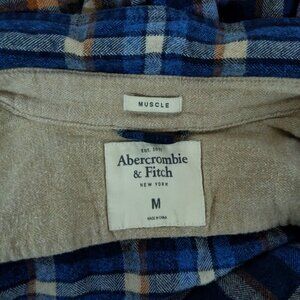 MUSCLE
EST. 1892
Abercrombie
& Fitch
NEW YORK
M
MADE IN CHINA